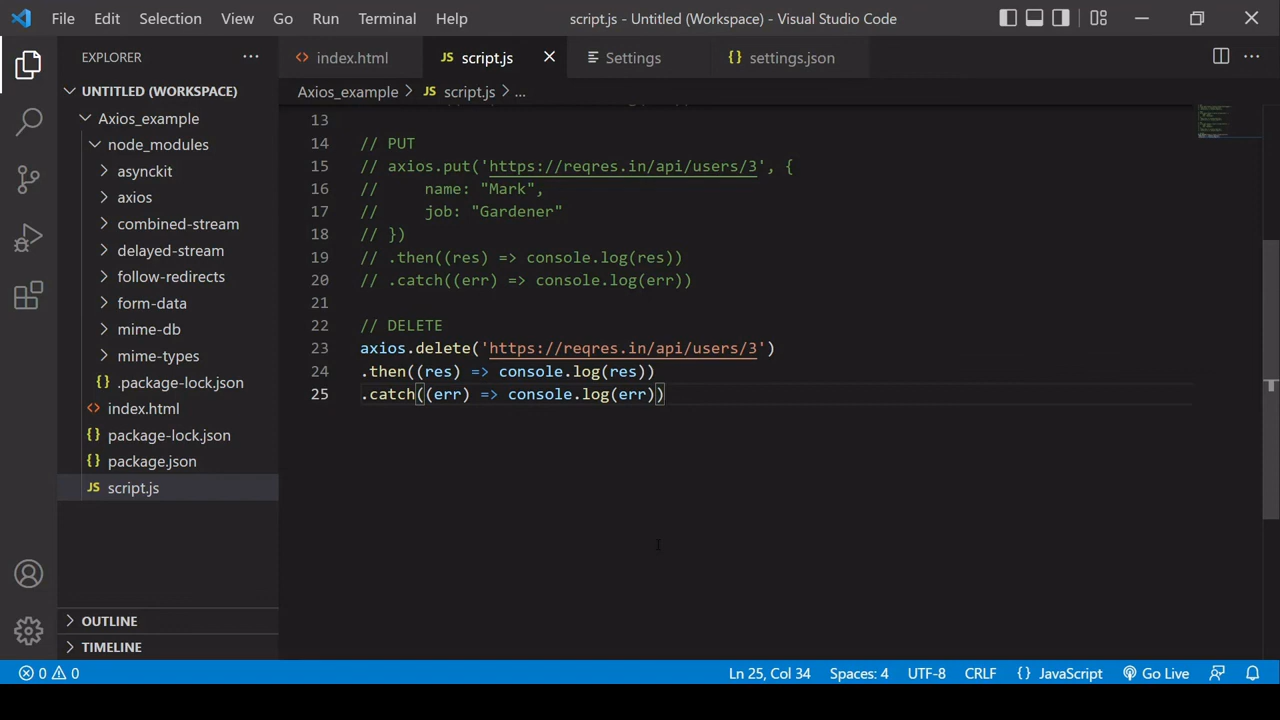 File Edit Selection View Go Run Terminal Help script.js - Untitled (Workspace) - Visual Studio Code
EXPLORER
index.html script.js Settings settings.json
UNTITLED (WORKSPACE)
Axios_example
node_modules
asynckit
axios
combined-stream
delayed-stream
follow-redirects
form-data
mime-db
mime-types
.package-lock.json
index.html
package-lock.json
package.json
script.js
OUTLINE
TIMELINE
Axios_example > JS script.js > ...
13
14 // PUT
15 // axios.put('https://reqres.in/api/users/3', {
16 //     name: "Mark",
17 //     job: "Gardener"
18 // })
19 // .then((res) => console.log(res))
20 // .catch((err) => console.log(err))
21
22 // DELETE
23 axios.delete('https://reqres.in/api/users/3')
24 .then((res) => console.log(res))
25 .catch((err) => console.log(err))
0 0 Ln 25, Col 34 Spaces: 4 UTF-8 CRLF {} JavaScript Go Live